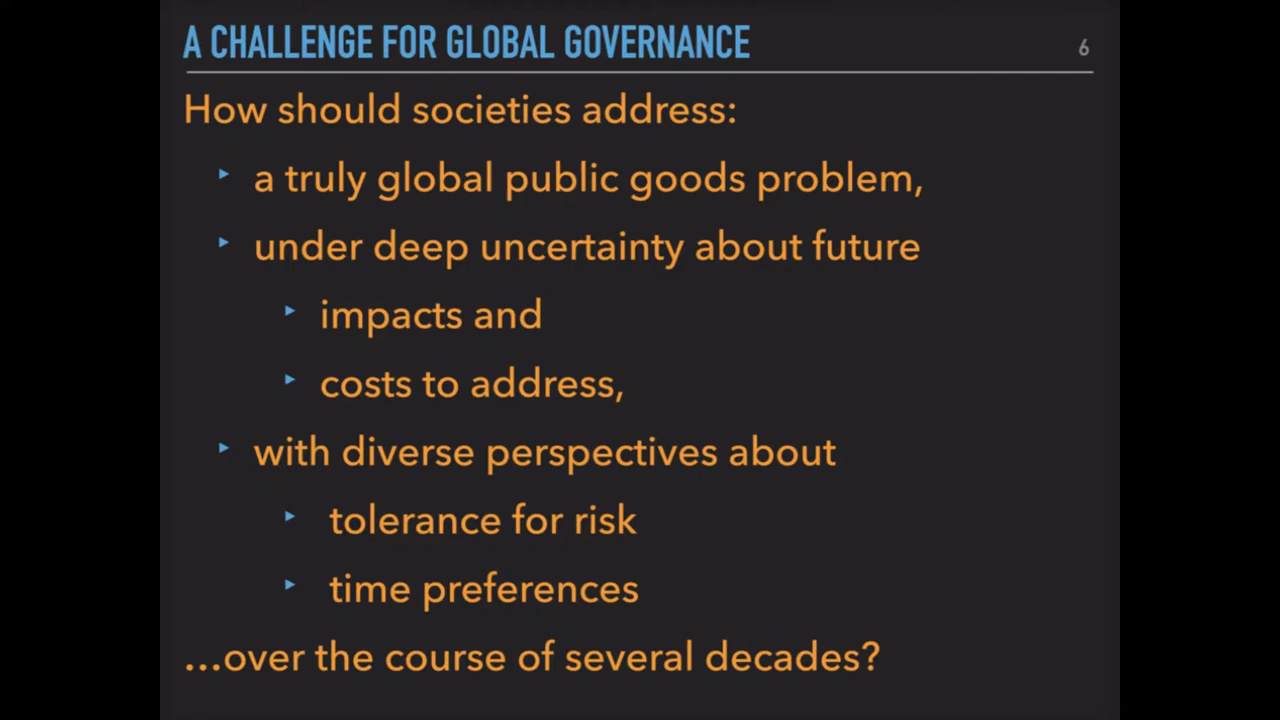 A CHALLENGE FOR GLOBAL GOVERNANCE
6
How should societies address:
a truly global public goods problem,
under deep uncertainty about future
impacts and
costs to address,
with diverse perspectives about
tolerance for risk
time preferences
…over the course of several decades?